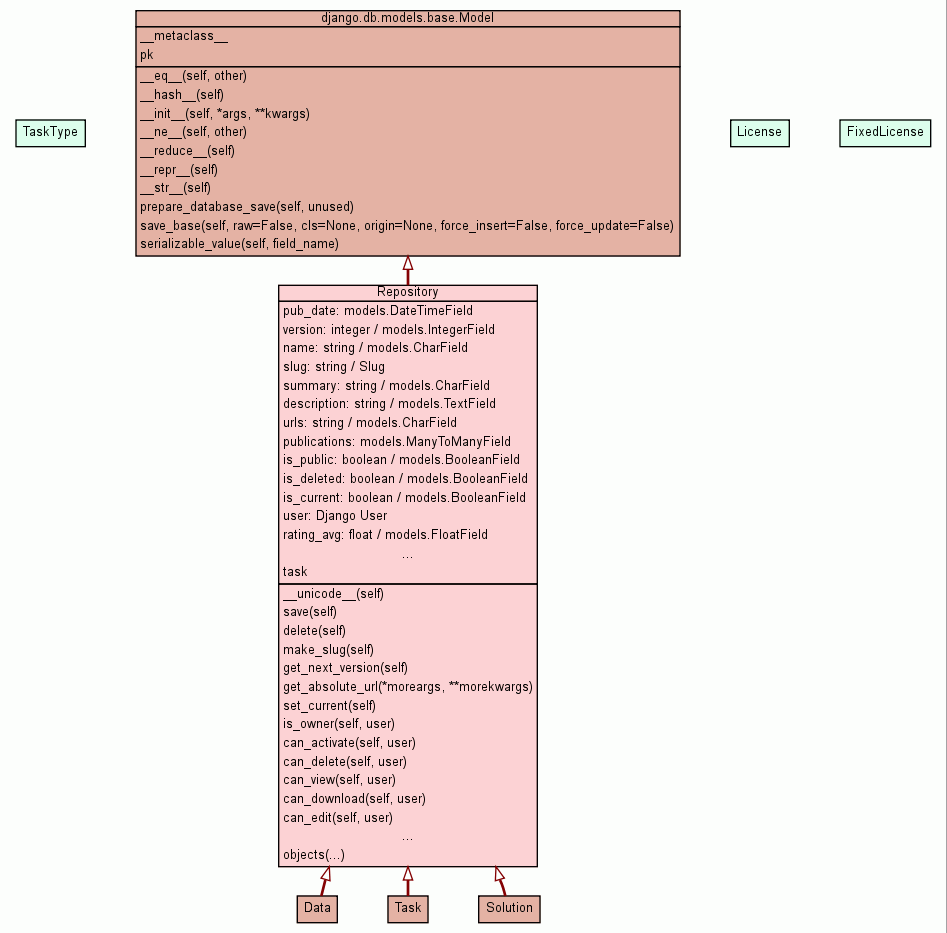 django.db.models.base.Model
__metaclass__
pk
__eq__(self, other)
__hash__(self)
__init__(self, *args, **kwargs)
__ne__(self, other)
__reduce__(self)
__repr__(self)
__str__(self)
prepare_database_save(self, unused)
save_base(self, raw=False, cls=None, origin=None, force_insert=False, force_update=False)
serializable_value(self, field_name)
TaskType
License
FixedLicense
Repository
pub_date: models.DateTimeField
version: integer / models.IntegerField
name: string / models.CharField
slug: string / Slug
summary: string / models.CharField
description: string / models.TextField
urls: string / models.CharField
publications: models.ManyToManyField
is_public: boolean / models.BooleanField
is_deleted: boolean / models.BooleanField
is_current: boolean / models.BooleanField
user: Django User
rating_avg: float / models.FloatField
...
task
__unicode__(self)
save(self)
delete(self)
make_slug(self)
get_next_version(self)
get_absolute_url(*moreargs, **morekwargs)
set_current(self)
is_owner(self, user)
can_activate(self, user)
can_delete(self, user)
can_view(self, user)
can_download(self, user)
can_edit(self, user)
...
objects(...)
Data
Task
Solution